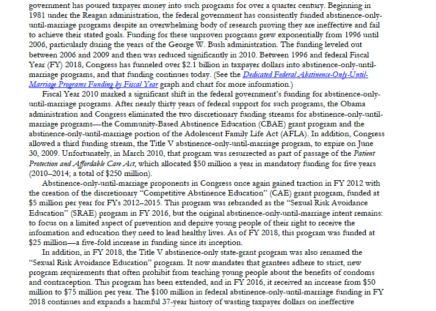 government has poured taxpayer money into such programs for over a quarter century. Beginning in
1981 under the Reagan administration, the federal government has consistently funded abstinence-only-
until-marriage programs despite an overwhelming body of research proving they are ineffective and fail
to achieve their stated goals. Funding for these unproven programs grew exponentially from 1996 until
2006, particularly during the years of the George W. Bush administration. The funding leveled out
between 2006 and 2009 and then was reduced significantly in 2010. Between 1996 and federal Fiscal
Year (FY) 2018, Congress has funneled over $2.1 billion in taxpayer dollars into abstinence-only-until-
marriage programs, and that funding continues today. (See the Dedicated Federal Abstinence-Only-Until-
Marriage Programs Funding by Fiscal Year graph and chart for more information.)
Fiscal Year 2010 marked a significant shift in the federal government's funding for abstinence-only-
until-marriage programs. After nearly thirty years of federal support for such programs, the Obama
administration and Congress eliminated the two discretionary funding streams for abstinence-only-until-
marriage programs—the Community-Based Abstinence Education (CBAE) grant program and the
abstinence-only-until-marriage portion of the Adolescent Family Life Act (AFLA). In addition, Congress
allowed a third funding stream, the Title V abstinence-only-until-marriage program, to expire on June
30, 2009. Unfortunately, in March 2010, that program was resurrected as part of passage of the Patient
Protection and Affordable Care Act, which allocated $50 million a year in mandatory funding for five years
(2010–2014; a total of $250 million).
Abstinence-only-until-marriage proponents in Congress once again gained traction in FY 2012 with
the creation of the discretionary "Competitive Abstinence Education" (CAE) grant program, funded at
$5 million per year for FYs 2012–2015. This program was rebranded as the "Sexual Risk Avoidance
Education" (SRAE) program in FY 2016, but the original abstinence-only-until-marriage intent remains:
to focus on a limited aspect of prevention and deprive young people of their right to receive the
information and education they need to lead healthy lives. As of FY 2018, this program was funded at
$25 million—a five-fold increase in funding since its inception.
In addition, in FY 2018, the Title V abstinence-only state-grant program was also renamed the
"Sexual Risk Avoidance Education" program. It now mandates that grantees adhere to strict, new
program requirements that often prohibit from teaching young people about the benefits of condoms
and contraception. This program has been extended, and in FY 2016, it received an increase from $50
million to $75 million per year. The $100 million in federal abstinence-only-until-marriage funding in FY
2018 continues and expands a harmful 37-year history of wasting taxpayer dollars on ineffective